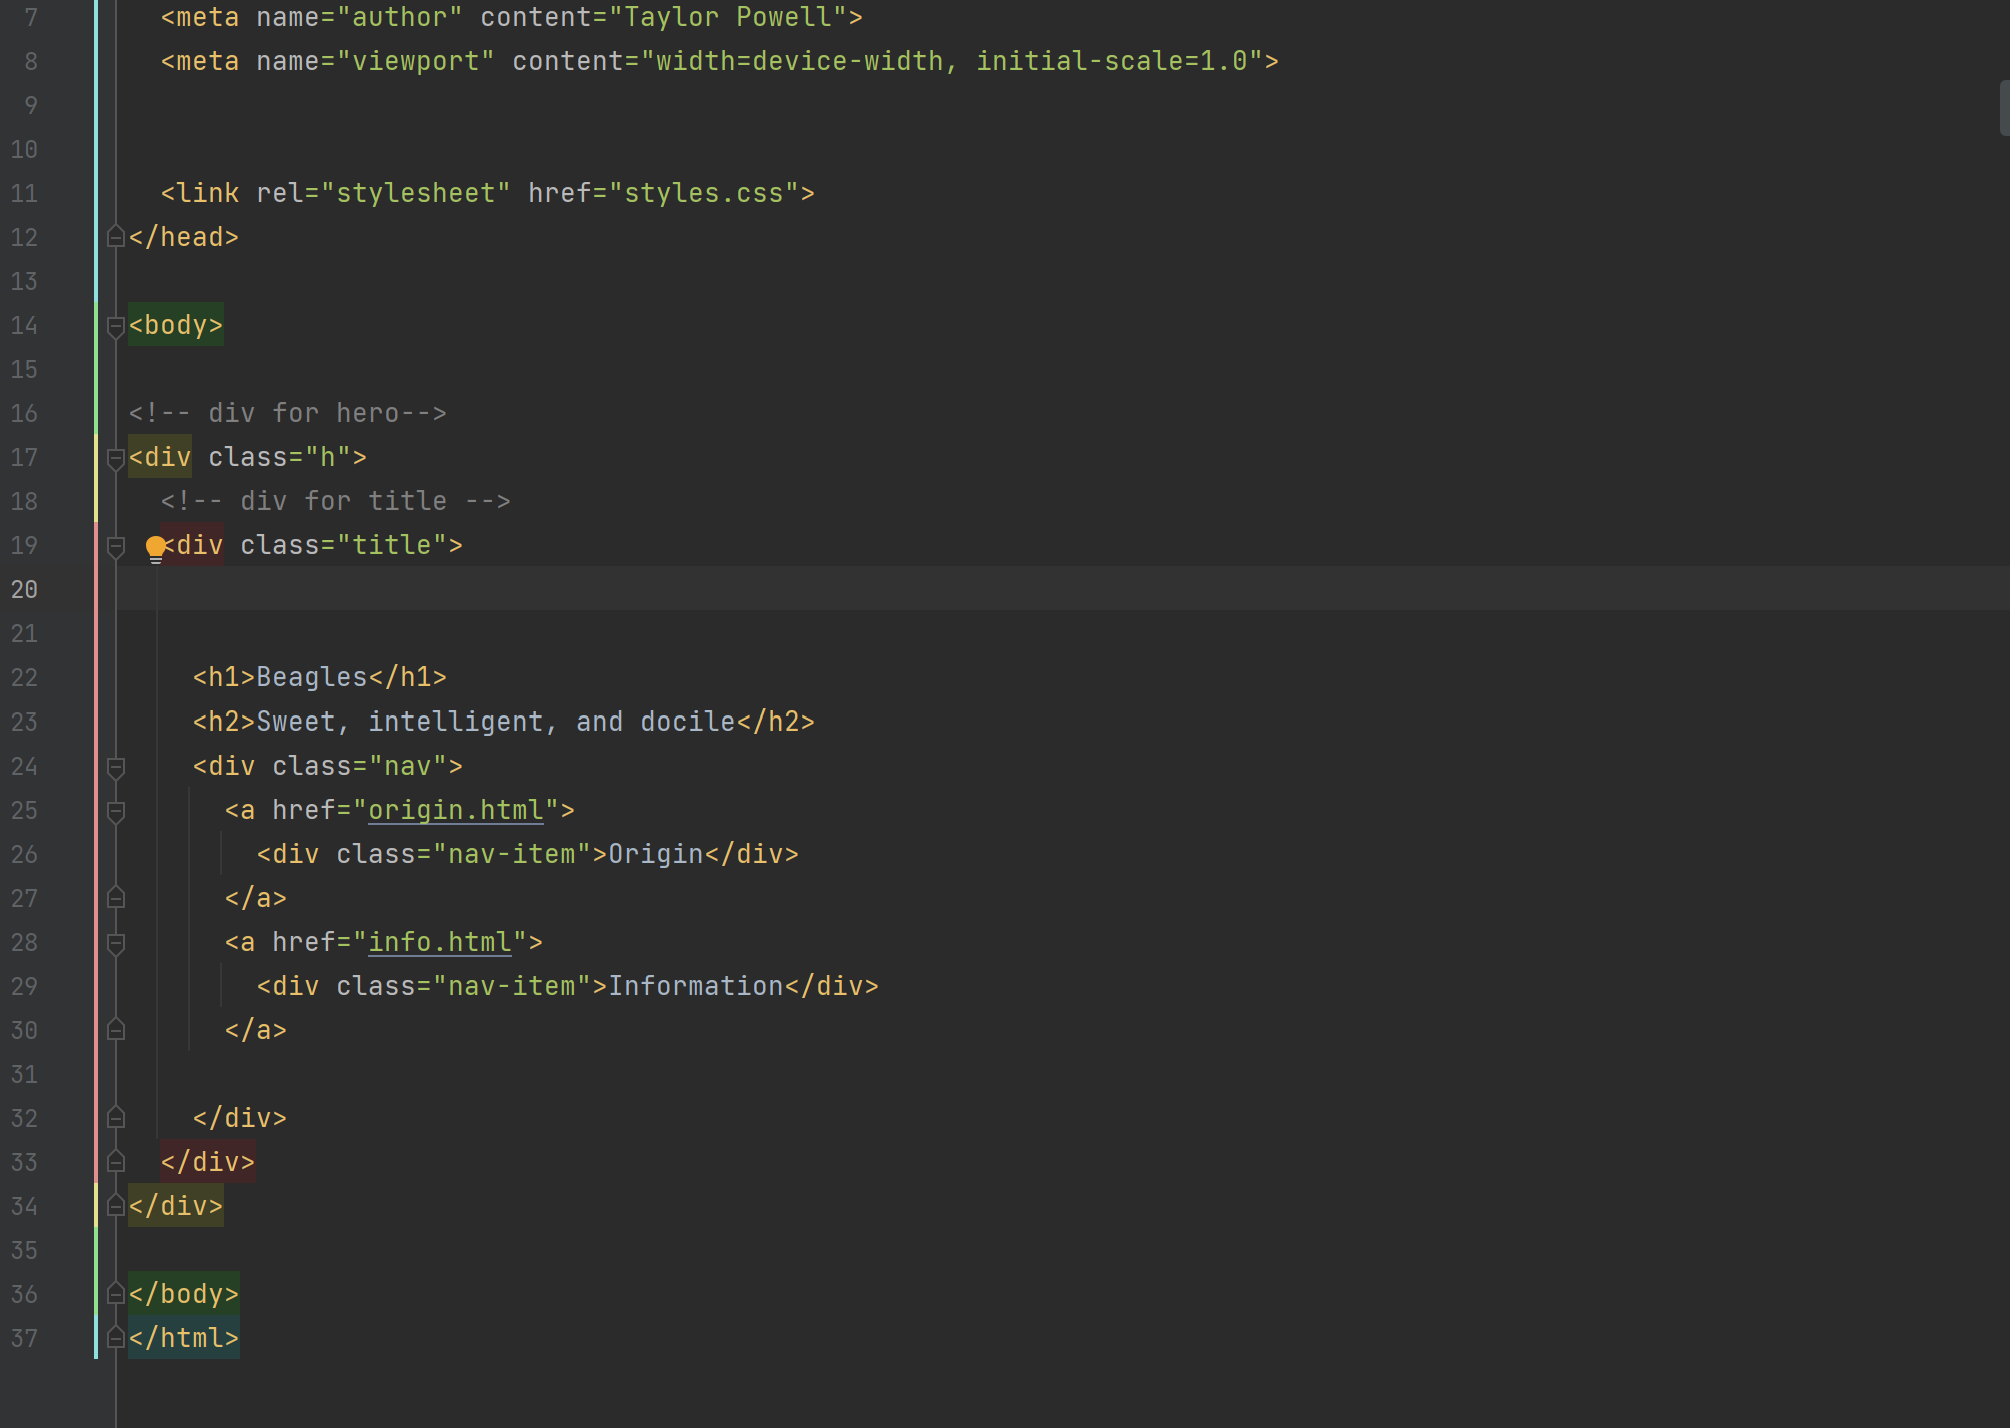 7 <meta name="author" content="Taylor Powell">
8 <meta name="viewport" content="width=device-width, initial-scale=1.0">
9
10
11 <link rel="stylesheet" href="styles.css">
12 </head>
13
14 <body>
15
16 <!-- div for hero-->
17 <div class="h">
18 <!-- div for title -->
19 <div class="title">
20
21
22 <h1>Beagles</h1>
23 <h2>Sweet, intelligent, and docile</h2>
24 <div class="nav">
25 <a href="origin.html">
26 <div class="nav-item">Origin</div>
27 </a>
28 <a href="info.html">
29 <div class="nav-item">Information</div>
30 </a>
31
32 </div>
33 </div>
34 </div>
35
36 </body>
37 </html>